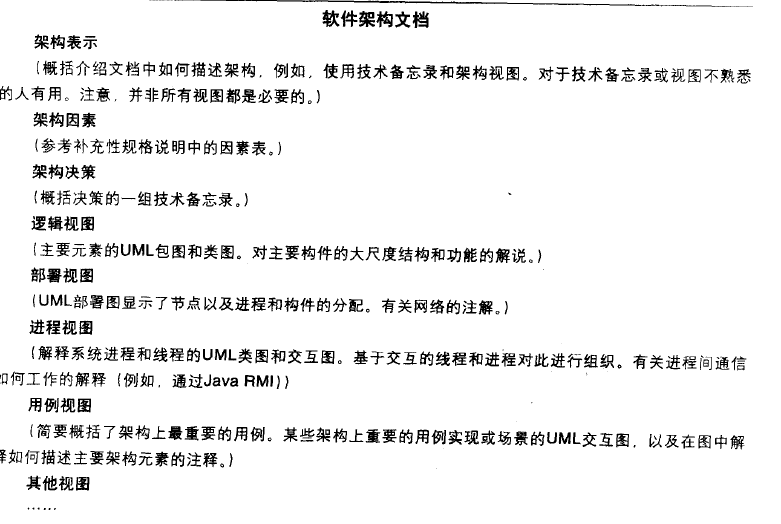 软件架构文档
架构表示
(概括介绍文档中如何描述架构,例如,使用技术备忘录和架构视图。对于技术备忘录或视图不熟悉
的人有用。注意,并非所有视图都是必要的。)
架构因素
(参考补充性规格说明中的因素表。)
架构决策
(概括决策的一组技术备忘录。)
逻辑视图
(主要元素的UML包图和类图。对主要构件的大尺度结构和功能的解说。)
部署视图
(UML部署图显示了节点以及进程和构件的分配。有关网络的注解。)
进程视图
(解释系统进程和线程的UML类图和交互图。基于交互的线程和进程对此进行组织。有关进程间通信
如何工作的解释(例如,通过Java RMI))
用例视图
(简要概括了架构上最重要的用例。某些架构上重要的用例实现或场景的UML交互图,以及在图中解
释如何描述主要架构元素的注释。)
其他视图
……